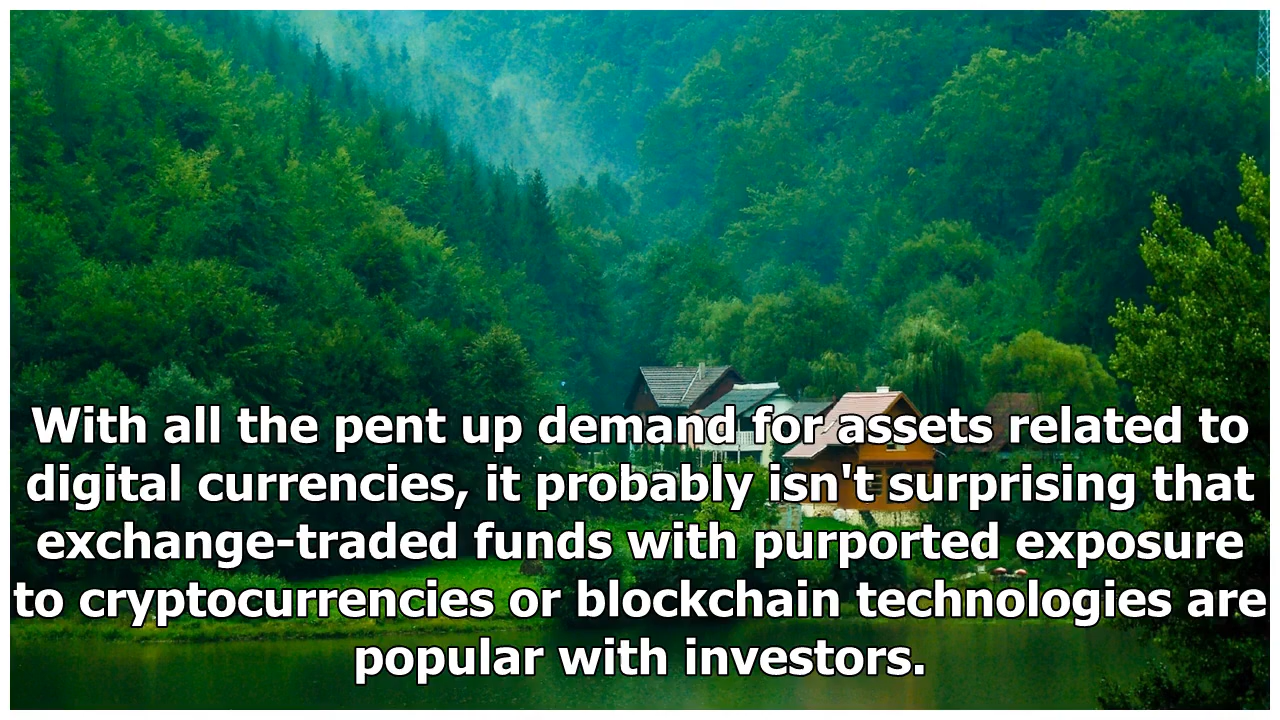 With all the pent up demand for assets related to
digital currencies, it probably isn't surprising that
exchange-traded funds with purported exposure
to cryptocurrencies or blockchain technologies are
popular with investors.